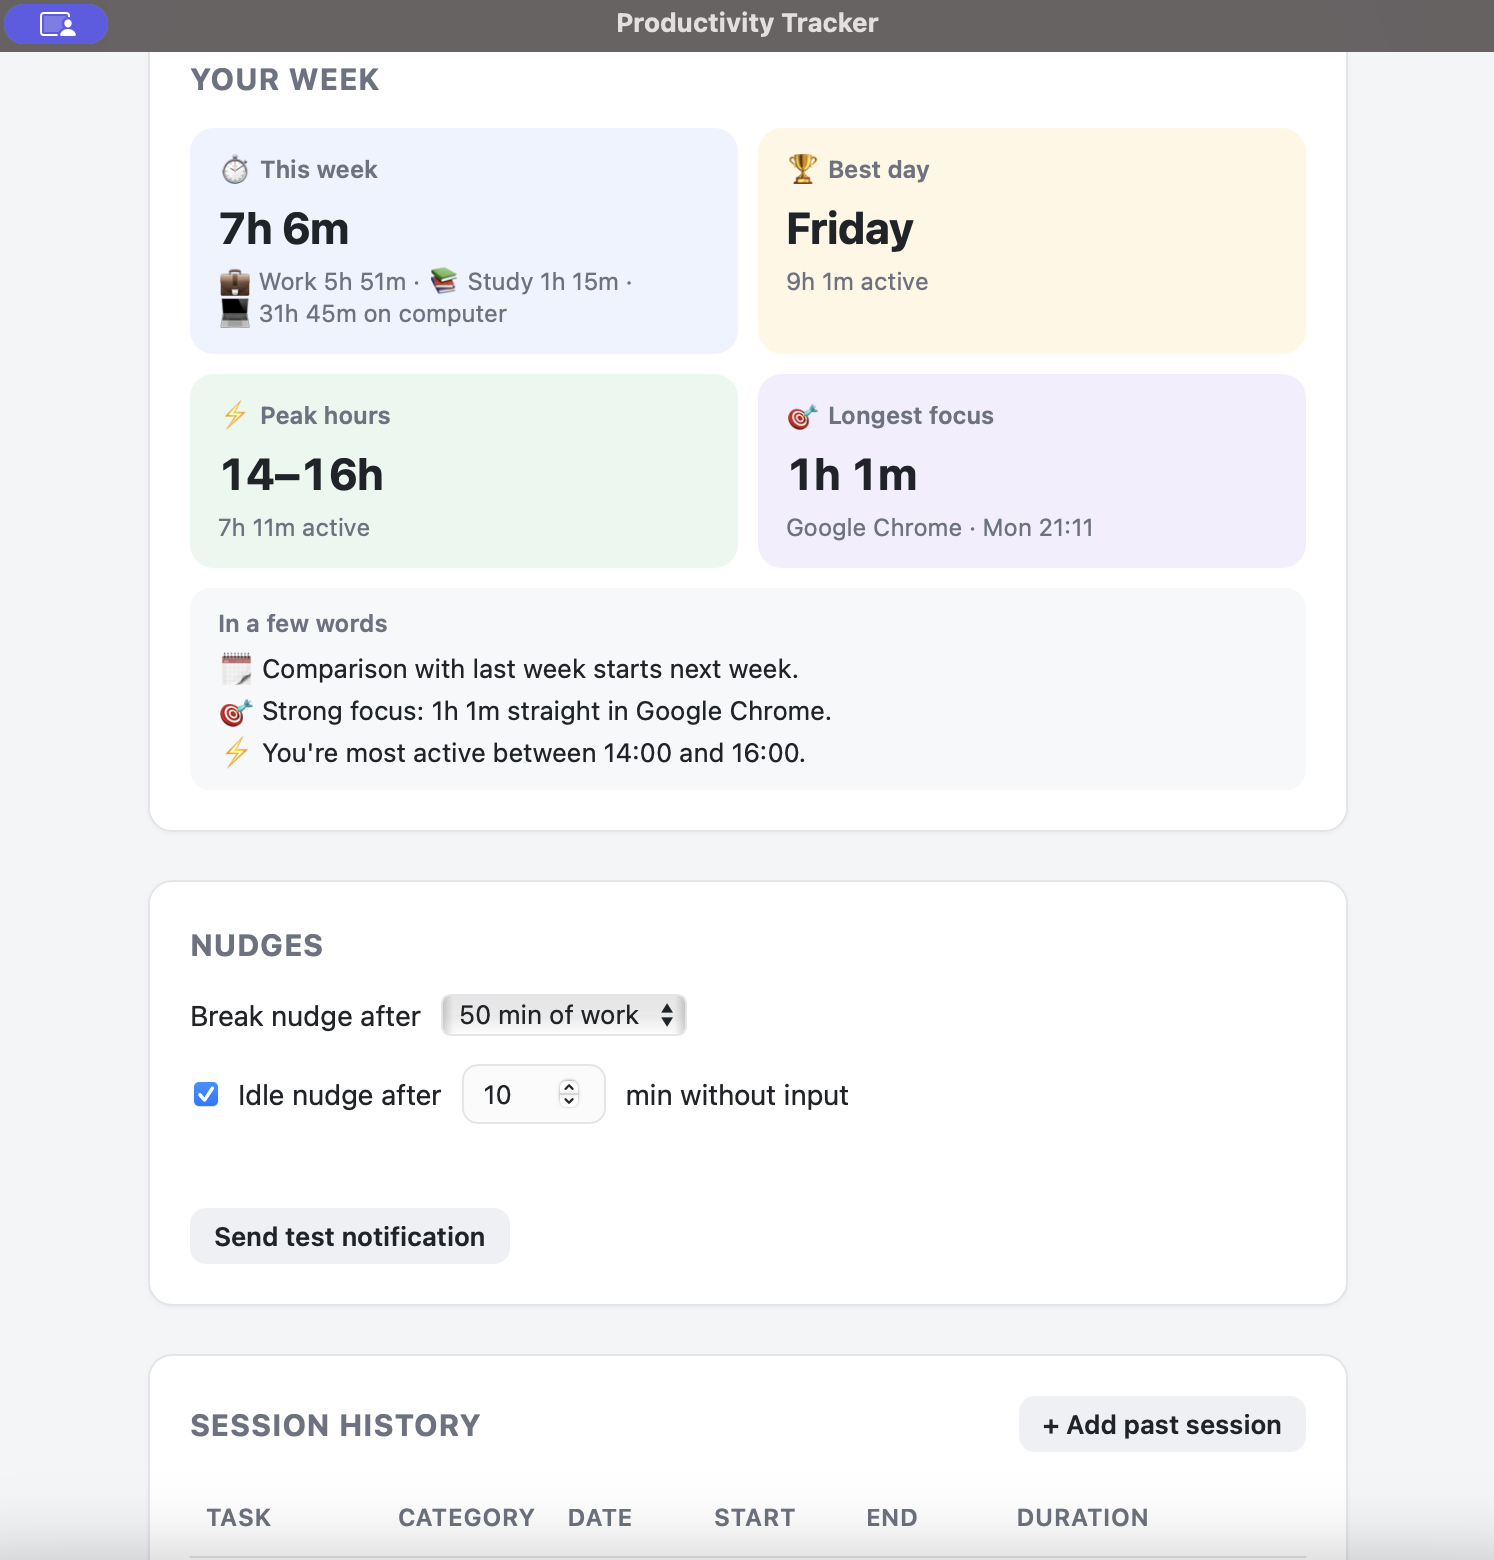 Productivity Tracker
YOUR WEEK
This week
7h 6m
Work 5h 51m · Study 1h 15m ·
31h 45m on computer
Best day
Friday
9h 1m active
Peak hours
14–16h
7h 11m active
Longest focus
1h 1m
Google Chrome · Mon 21:11
In a few words
Comparison with last week starts next week.
Strong focus: 1h 1m straight in Google Chrome.
You're most active between 14:00 and 16:00.
NUDGES
Break nudge after 50 min of work
Idle nudge after 10 min without input
Send test notification
SESSION HISTORY
+ Add past session
TASK CATEGORY DATE START END DURATION